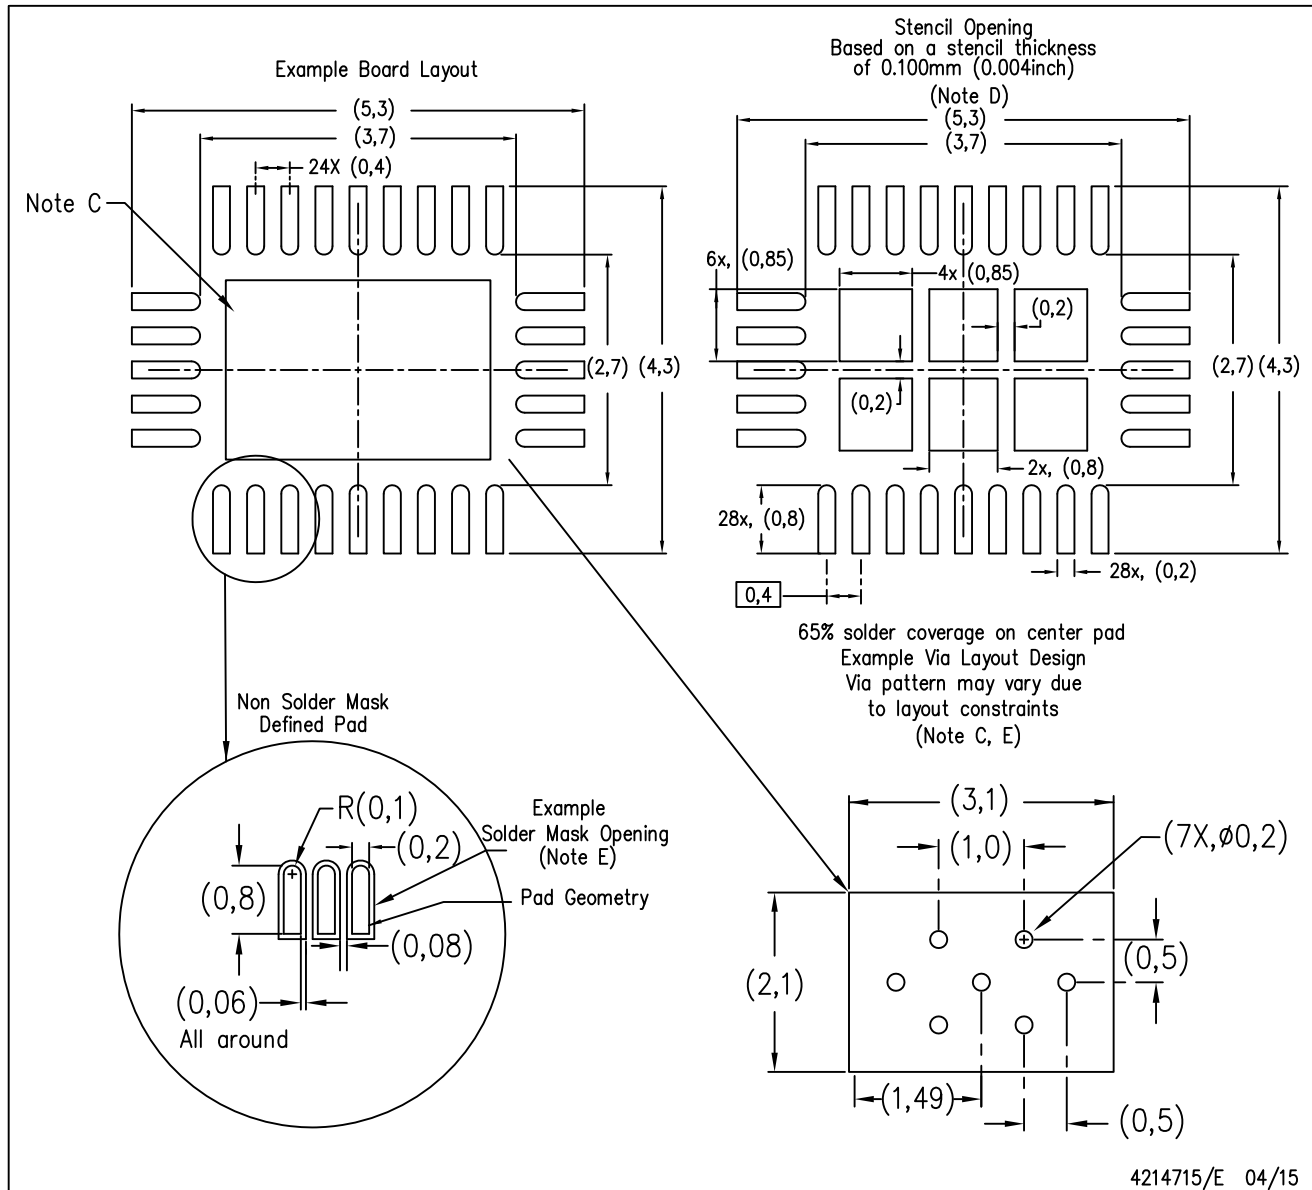 Example Board Layout
(5,3)
(3,7)
24X (0,4)
Note C
(2,7) (4,3)
Stencil Opening
Based on a stencil thickness
of 0.100mm (0.004inch)
(Note D)
(5,3)
(3,7)
6x, (0,85)
4x (0,85)
(0,2)
(2,7) (4,3)
(0,2)
2x, (0,8)
28x, (0,8)
28x, (0,2)
0,4
65% solder coverage on center pad
Example Via Layout Design
Via pattern may vary due
to layout constraints
(Note C, E)
Non Solder Mask
Defined Pad
R(0,1)
Example
Solder Mask Opening
(Note E)
(0,2)
(0,8)
Pad Geometry
(0,08)
(0,06)
All around
(3,1)
(1,0)
(7X,ø0,2)
(0,5)
(2,1)
(1,49)
(0,5)
4214715/E 04/15